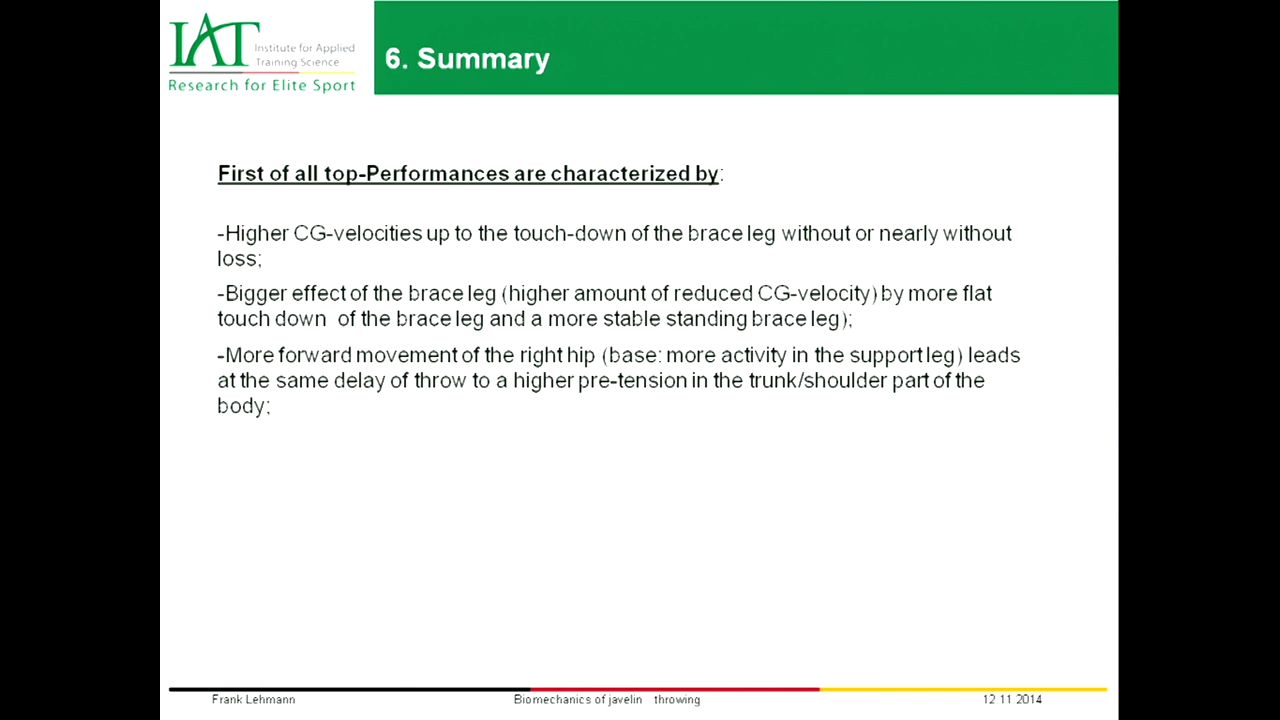 IAT
Institute for Applied
Training Science
Research for Elite Sport
6. Summary
First of all top-Performances are characterized by:
-Higher CG-velocities up to the touch-down of the brace leg without or nearly without
loss;
-Bigger effect of the brace leg (higher amount of reduced CG-velocity) by more flat
touch down of the brace leg and a more stable standing brace leg);
-More forward movement of the right hip (base: more activity in the support leg) leads
at the same delay of throw to a higher pre-tension in the trunk/shoulder part of the
body;
Frank Lehmann
Biomechanics of javelin throwing
12.11.2014